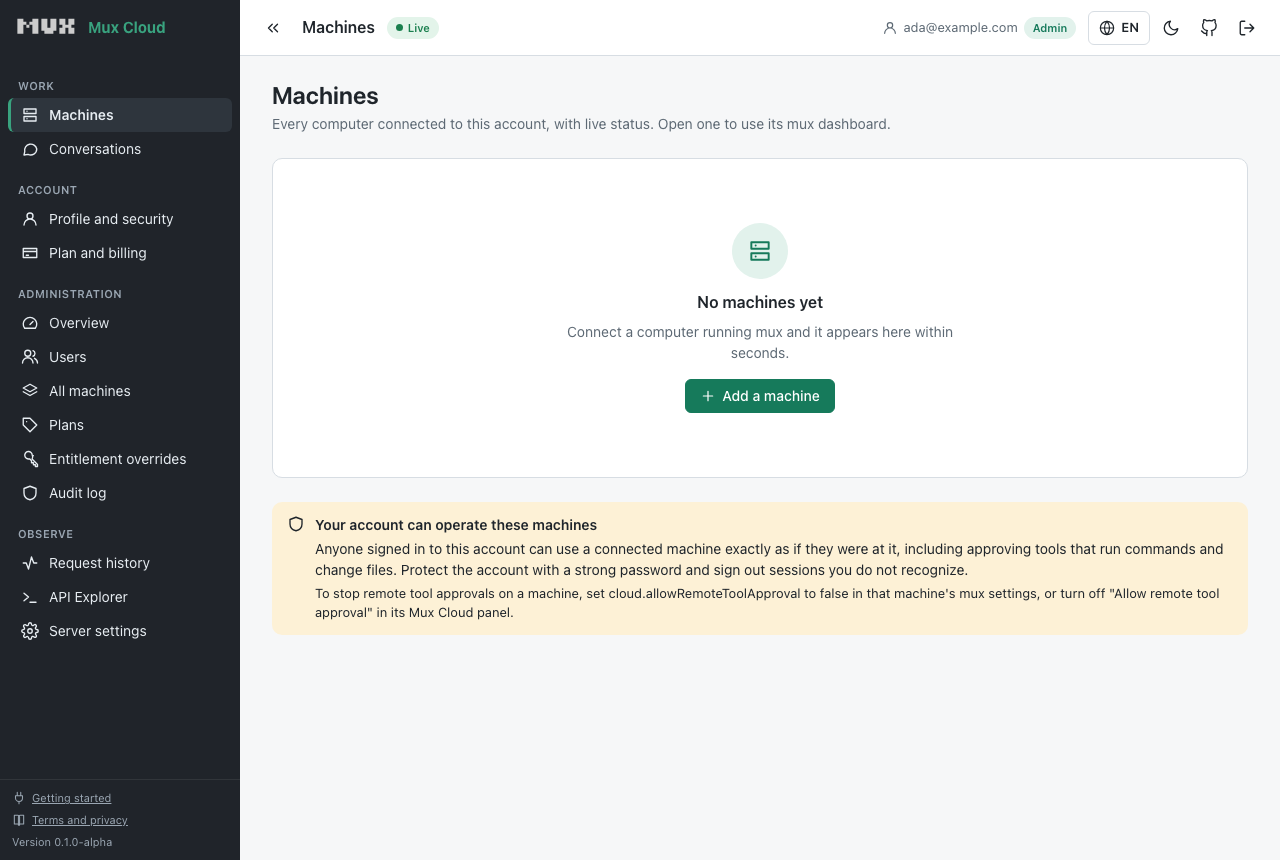 MUX Mux Cloud
WORK
Machines
Conversations
ACCOUNT
Profile and security
Plan and billing
ADMINISTRATION
Overview
Users
All machines
Plans
Entitlement overrides
Audit log
OBSERVE
Request history
API Explorer
Server settings
Getting started
Terms and privacy
Version 0.1.0-alpha
Machines Live
ada@example.com Admin EN
Machines
Every computer connected to this account, with live status. Open one to use its mux dashboard.
No machines yet
Connect a computer running mux and it appears here within
seconds.
Add a machine
Your account can operate these machines
Anyone signed in to this account can use a connected machine exactly as if they were at it, including approving tools that run commands and
change files. Protect the account with a strong password and sign out sessions you do not recognize.
To stop remote tool approvals on a machine, set cloud.allowRemoteToolApproval to false in that machine's mux settings, or turn off "Allow remote tool
approval" in its Mux Cloud panel.